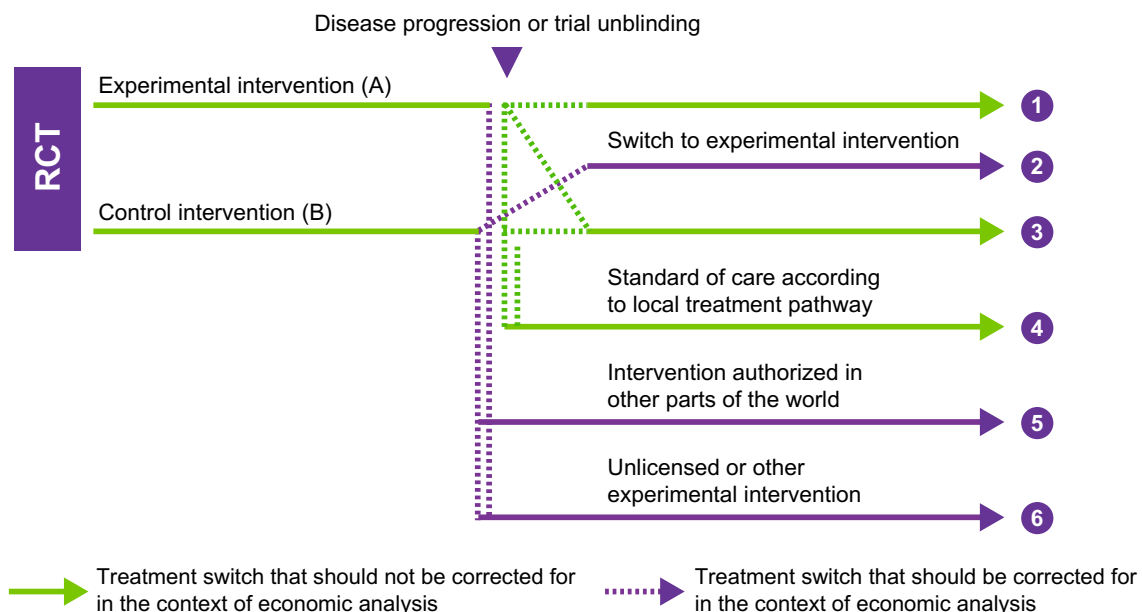 Disease progression or trial unblinding
RCT
Experimental intervention (A)
1
Switch to experimental intervention
2
Control intervention (B)
3
Standard of care according
to local treatment pathway
4
Intervention authorized in
other parts of the world
5
Unlicensed or other
experimental intervention
6
Treatment switch that should not be corrected for
in the context of economic analysis
Treatment switch that should be corrected for
in the context of economic analysis